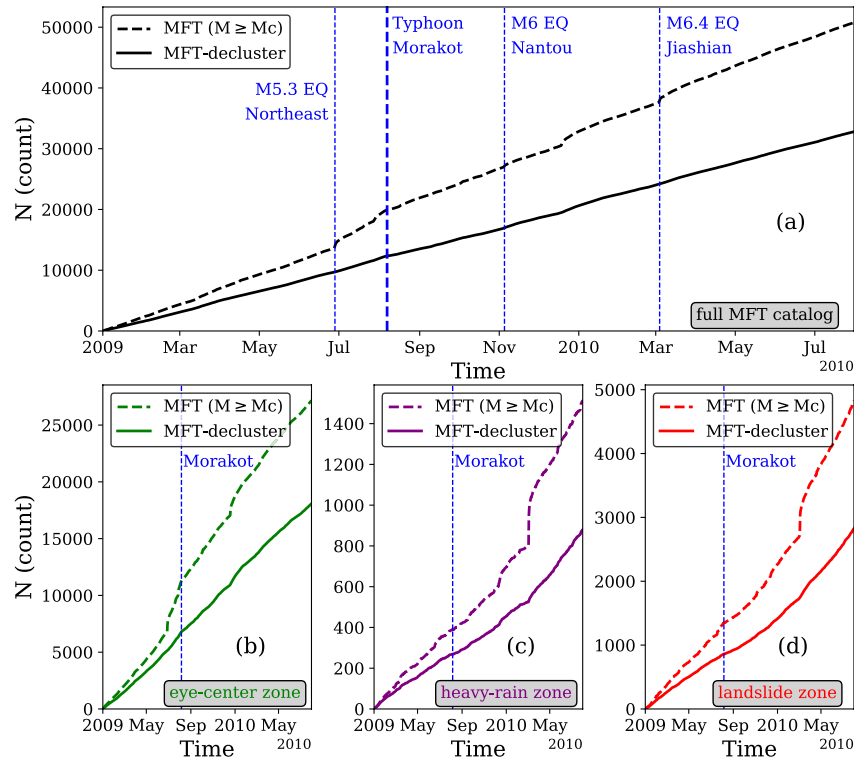 MFT (M ≥ Mc)
MFT-decluster
M5.3 EQ
Northeast
Typhoon
Morakot
M6 EQ
Nantou
M6.4 EQ
Jiashian
N (count)
50000
40000
30000
20000
10000
0
(a)
full MFT catalog
2009 Mar May Jul Sep Nov 2010 Mar May Jul
Time
2010
MFT (M ≥ Mc)
MFT-decluster
Morakot
N (count)
25000
20000
15000
10000
5000
0
(b)
eye-center zone
2009 May Sep 2010 May
Time
2010
MFT (M ≥ Mc)
MFT-decluster
Morakot
1400
1200
1000
800
600
400
200
0
(c)
heavy-rain zone
2009 May Sep 2010 May
Time
2010
MFT (M ≥ Mc)
MFT-decluster
Morakot
5000
4000
3000
2000
1000
0
(d)
landslide zone
2009 May Sep 2010 May
Time
2010